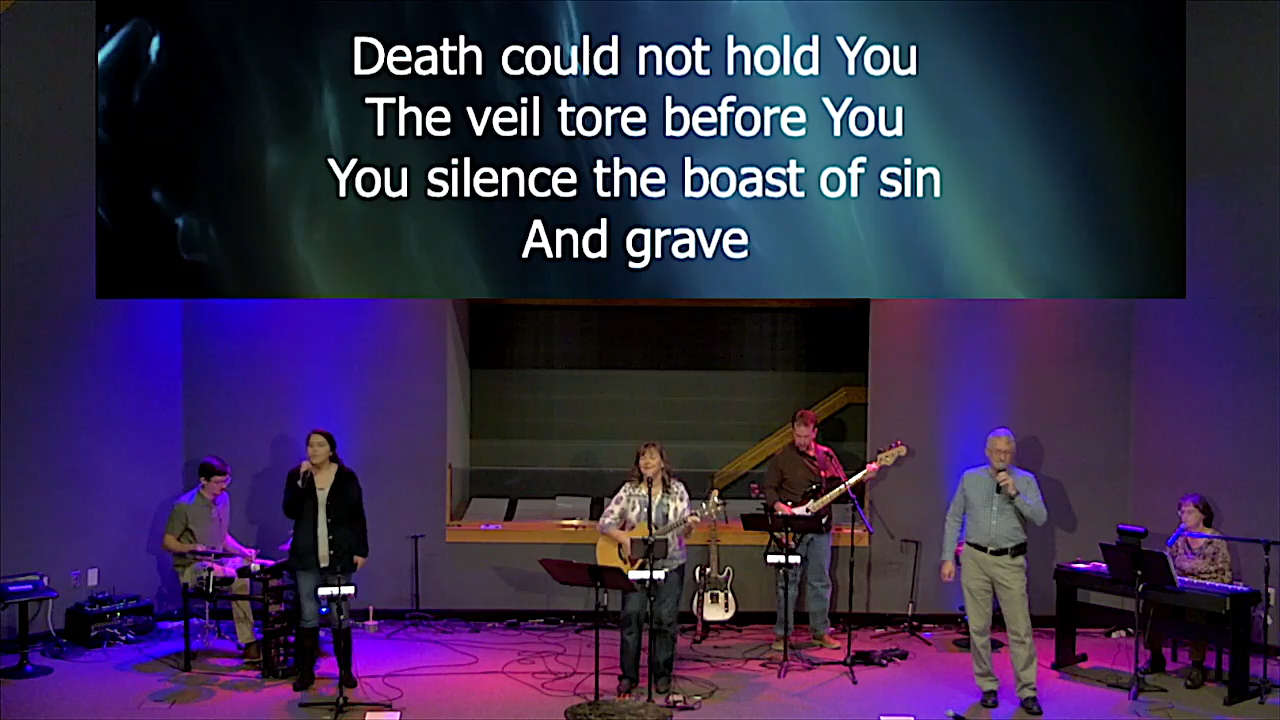 Death could not hold You
The veil tore before You
You silence the boast of sin
And grave